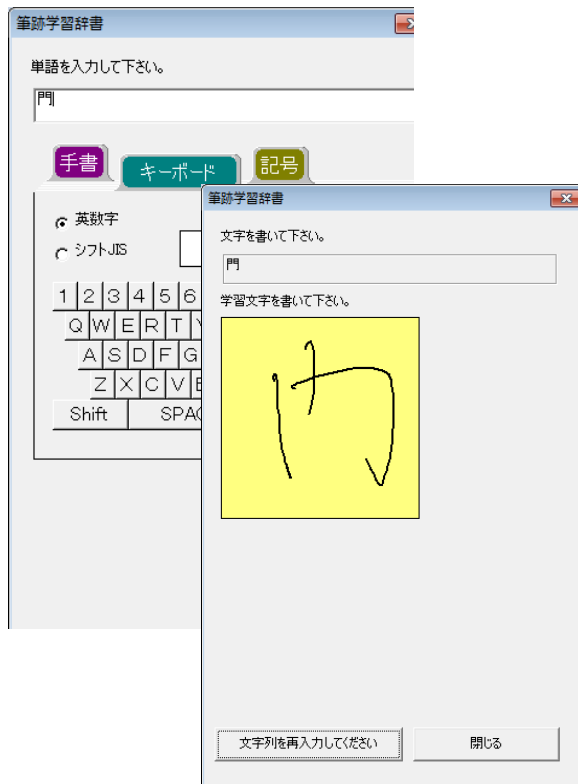 筆跡学習辞書
単語を入力して下さい。
門
手書
キーボード
記号
英数字
シフトJIS
1 2 3 4 5 6
Q W E R T
A S D F G
Z X C V
Shift
筆跡学習辞書
文字を書いて下さい。
門
学習文字を書いて下さい。
文字列を再入力してください
閉じる